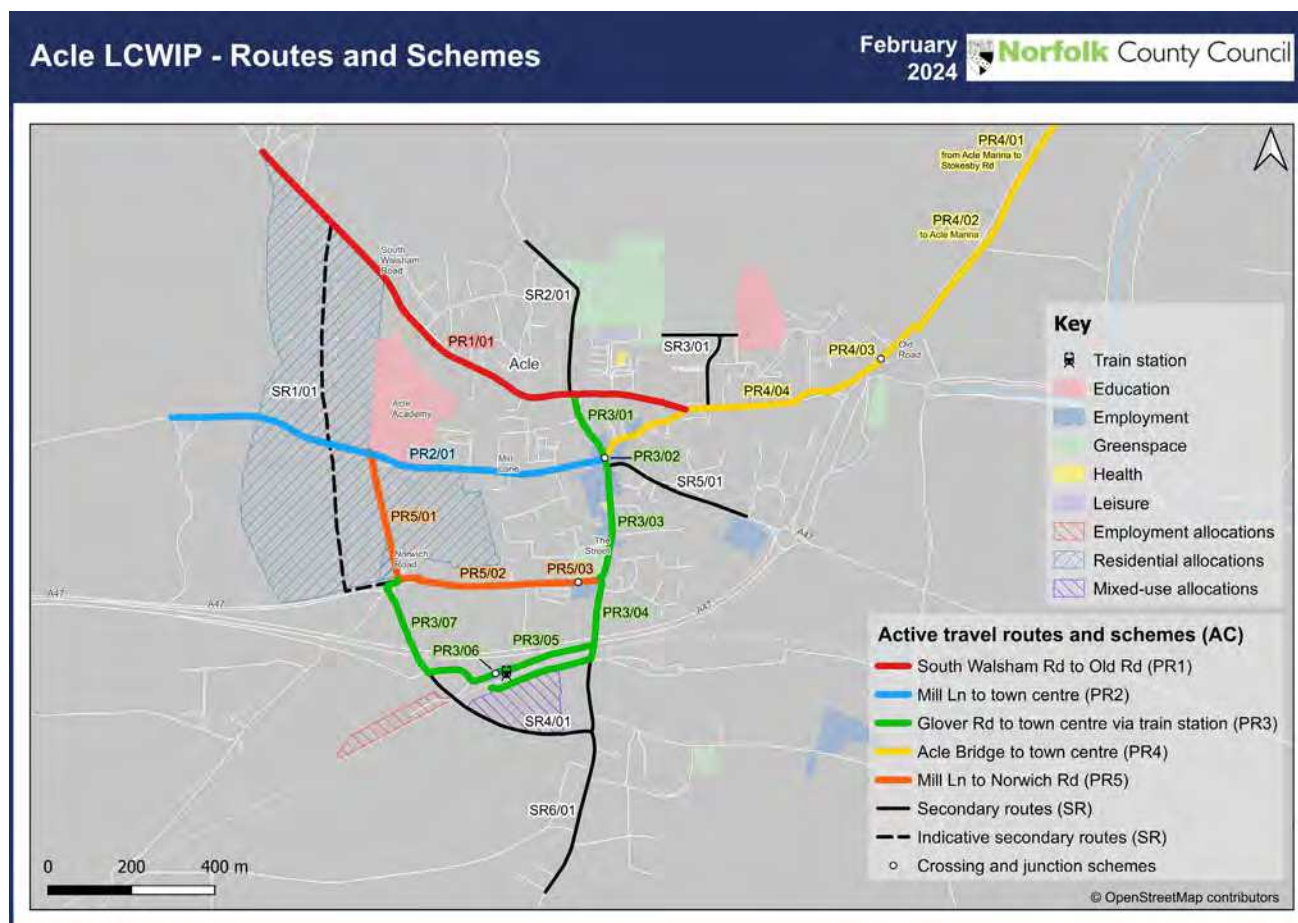 Acle LCWIP - Routes and Schemes
February
2024
Norfolk County Council
PR4/01
from Acle Marina to
Stokesby Rd
PR4/02
to Acle Marina
South
Walsham
Road
SR2/01
PR1/01
Acle
SR3/01
PR4/03
Old
Road
PR4/04
SR1/01
Acle
Academy
PR3/01
PR2/01
Mill
Lane
PR3/02
SR5/01
PR5/01
PR3/03
The
Street
A47
Norwich
Road
PR5/02
PR5/03
A47
A47
PR3/07
PR3/04
A47
PR3/06
PR3/05
SR4/01
SR6/01
0 200 400 m
Key
Train station
Education
Employment
Greenspace
Health
Leisure
Employment allocations
Residential allocations
Mixed-use allocations
Active travel routes and schemes (AC)
South Walsham Rd to Old Rd (PR1)
Mill Ln to town centre (PR2)
Glover Rd to town centre via train station (PR3)
Acle Bridge to town centre (PR4)
Mill Ln to Norwich Rd (PR5)
Secondary routes (SR)
Indicative secondary routes (SR)
Crossing and junction schemes
© OpenStreetMap contributors